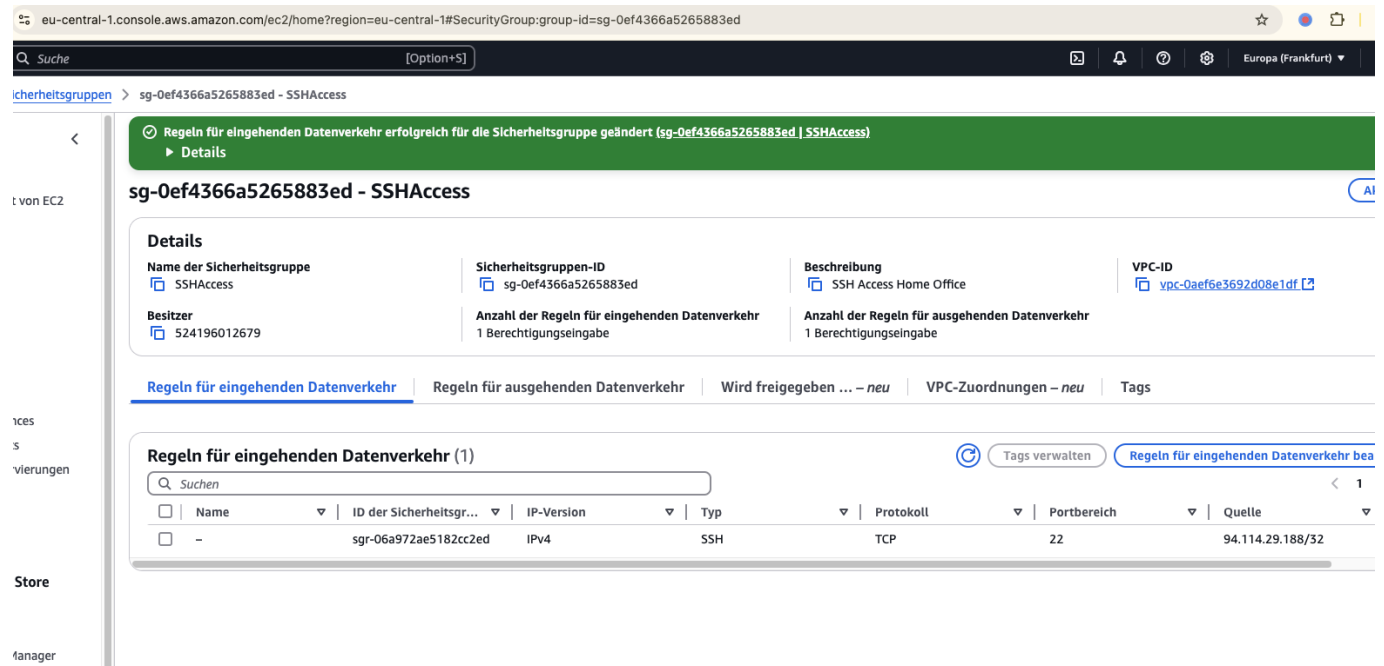 eu-central-1.console.aws.amazon.com/ec2/home?region=eu-central-1#SecurityGroup:group-id=sg-0ef4366a5265883ed
Suche [Option+S] Europa (Frankfurt)
icherheitsgruppen > sg-0ef4366a5265883ed - SSHAccess
Regeln für eingehenden Datenverkehr erfolgreich für die Sicherheitsgruppe geändert (sg-0ef4366a5265883ed | SSHAccess)
Details
t von EC2
sg-0ef4366a5265883ed - SSHAccess
Details
Name der Sicherheitsgruppe Sicherheitsgruppen-ID Beschreibung VPC-ID
SSHAccess sg-0ef4366a5265883ed SSH Access Home Office vpc-0aef6e3692d08e1df
Besitzer Anzahl der Regeln für eingehenden Datenverkehr Anzahl der Regeln für ausgehenden Datenverkehr
524196012679 1 Berechtigungseingabe 1 Berechtigungseingabe
Regeln für eingehenden Datenverkehr Regeln für ausgehenden Datenverkehr Wird freigegeben ... – neu VPC-Zuordnungen – neu Tags
nces
ts
rvierungen
Regeln für eingehenden Datenverkehr (1) Tags verwalten Regeln für eingehenden Datenverkehr bea
Suchen 1
Name ID der Sicherheitsgr... IP-Version Typ Protokoll Portbereich Quelle
– sgr-06a972ae5182cc2ed IPv4 SSH TCP 22 94.114.29.188/32
Store
Manager